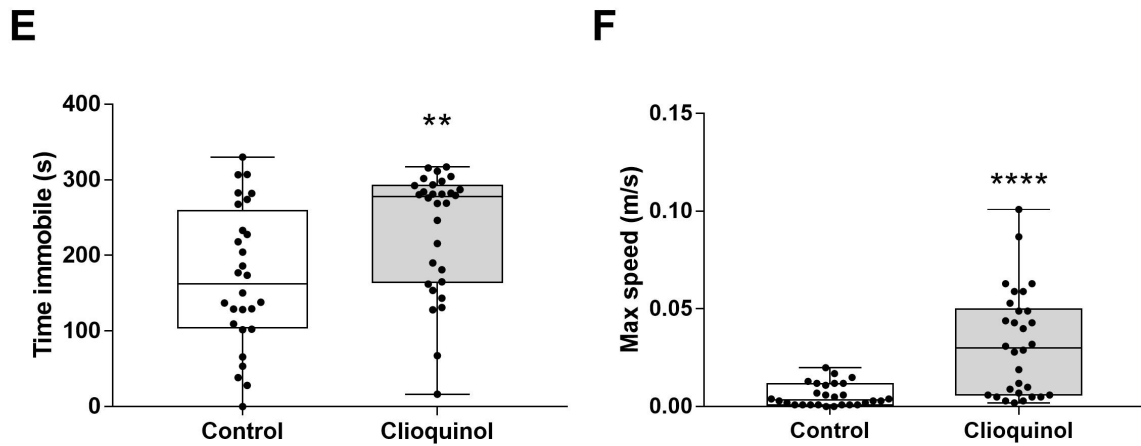 E
Time immobile (s)
400
300
200
100
0
**
Control
Clioquinol
F
Max speed (m/s)
0.15
0.10
0.05
0.00
****
Control
Clioquinol